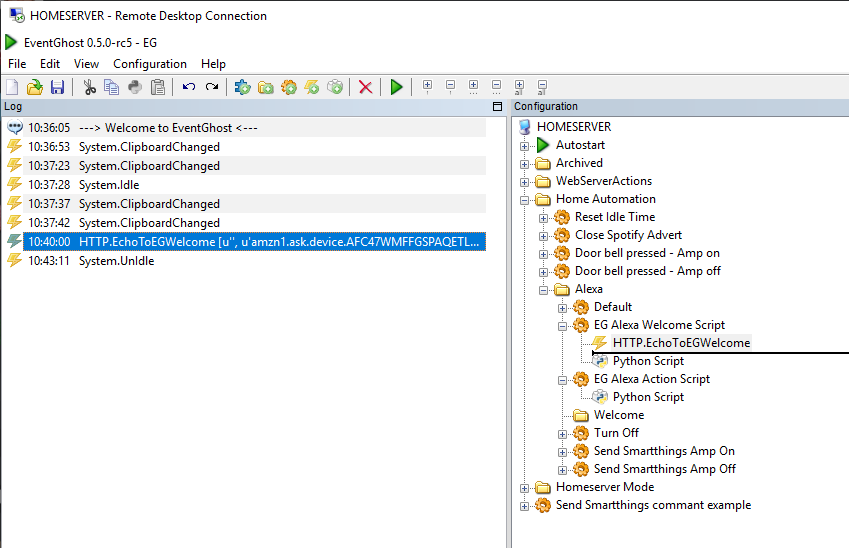 HOMESERVER - Remote Desktop Connection
EventGhost 0.5.0-rc5 - EG
File Edit View Configuration Help
Log
10:36:05 ---> Welcome to EventGhost <---
10:36:53 System.ClipboardChanged
10:37:23 System.ClipboardChanged
10:37:28 System.Idle
10:37:37 System.ClipboardChanged
10:37:42 System.ClipboardChanged
10:40:00 HTTP.EchoToEGWelcome [u'', u'amzn1.ask.device.AFC47WMFFGSPAQETL...
10:43:11 System.UnIdle
Configuration
HOMESERVER
Autostart
Archived
WebServerActions
Home Automation
Reset Idle Time
Close Spotify Advert
Door bell pressed - Amp on
Door bell pressed - Amp off
Alexa
Default
EG Alexa Welcome Script
HTTP.EchoToEGWelcome
Python Script
EG Alexa Action Script
Python Script
Welcome
Turn Off
Send Smartthings Amp On
Send Smartthings Amp Off
Homeserver Mode
Send Smartthings commant example